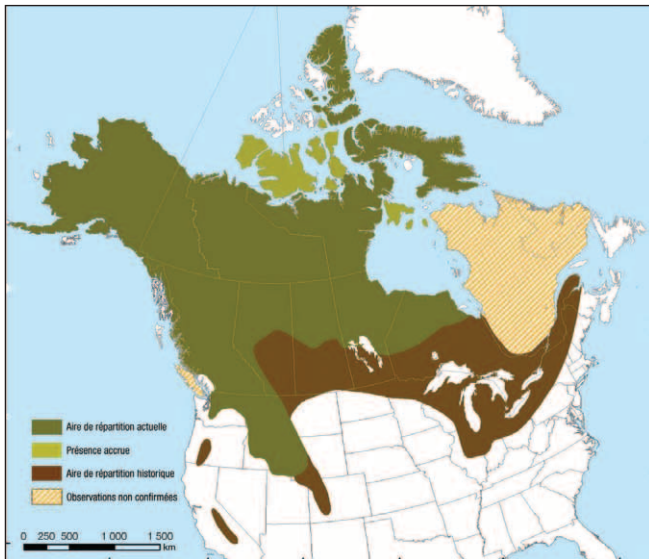 Aire de répartition actuelle
Présence accrue
Aire de répartition historique
Observations non confirmées
0 250 500 1 000 1 500
km